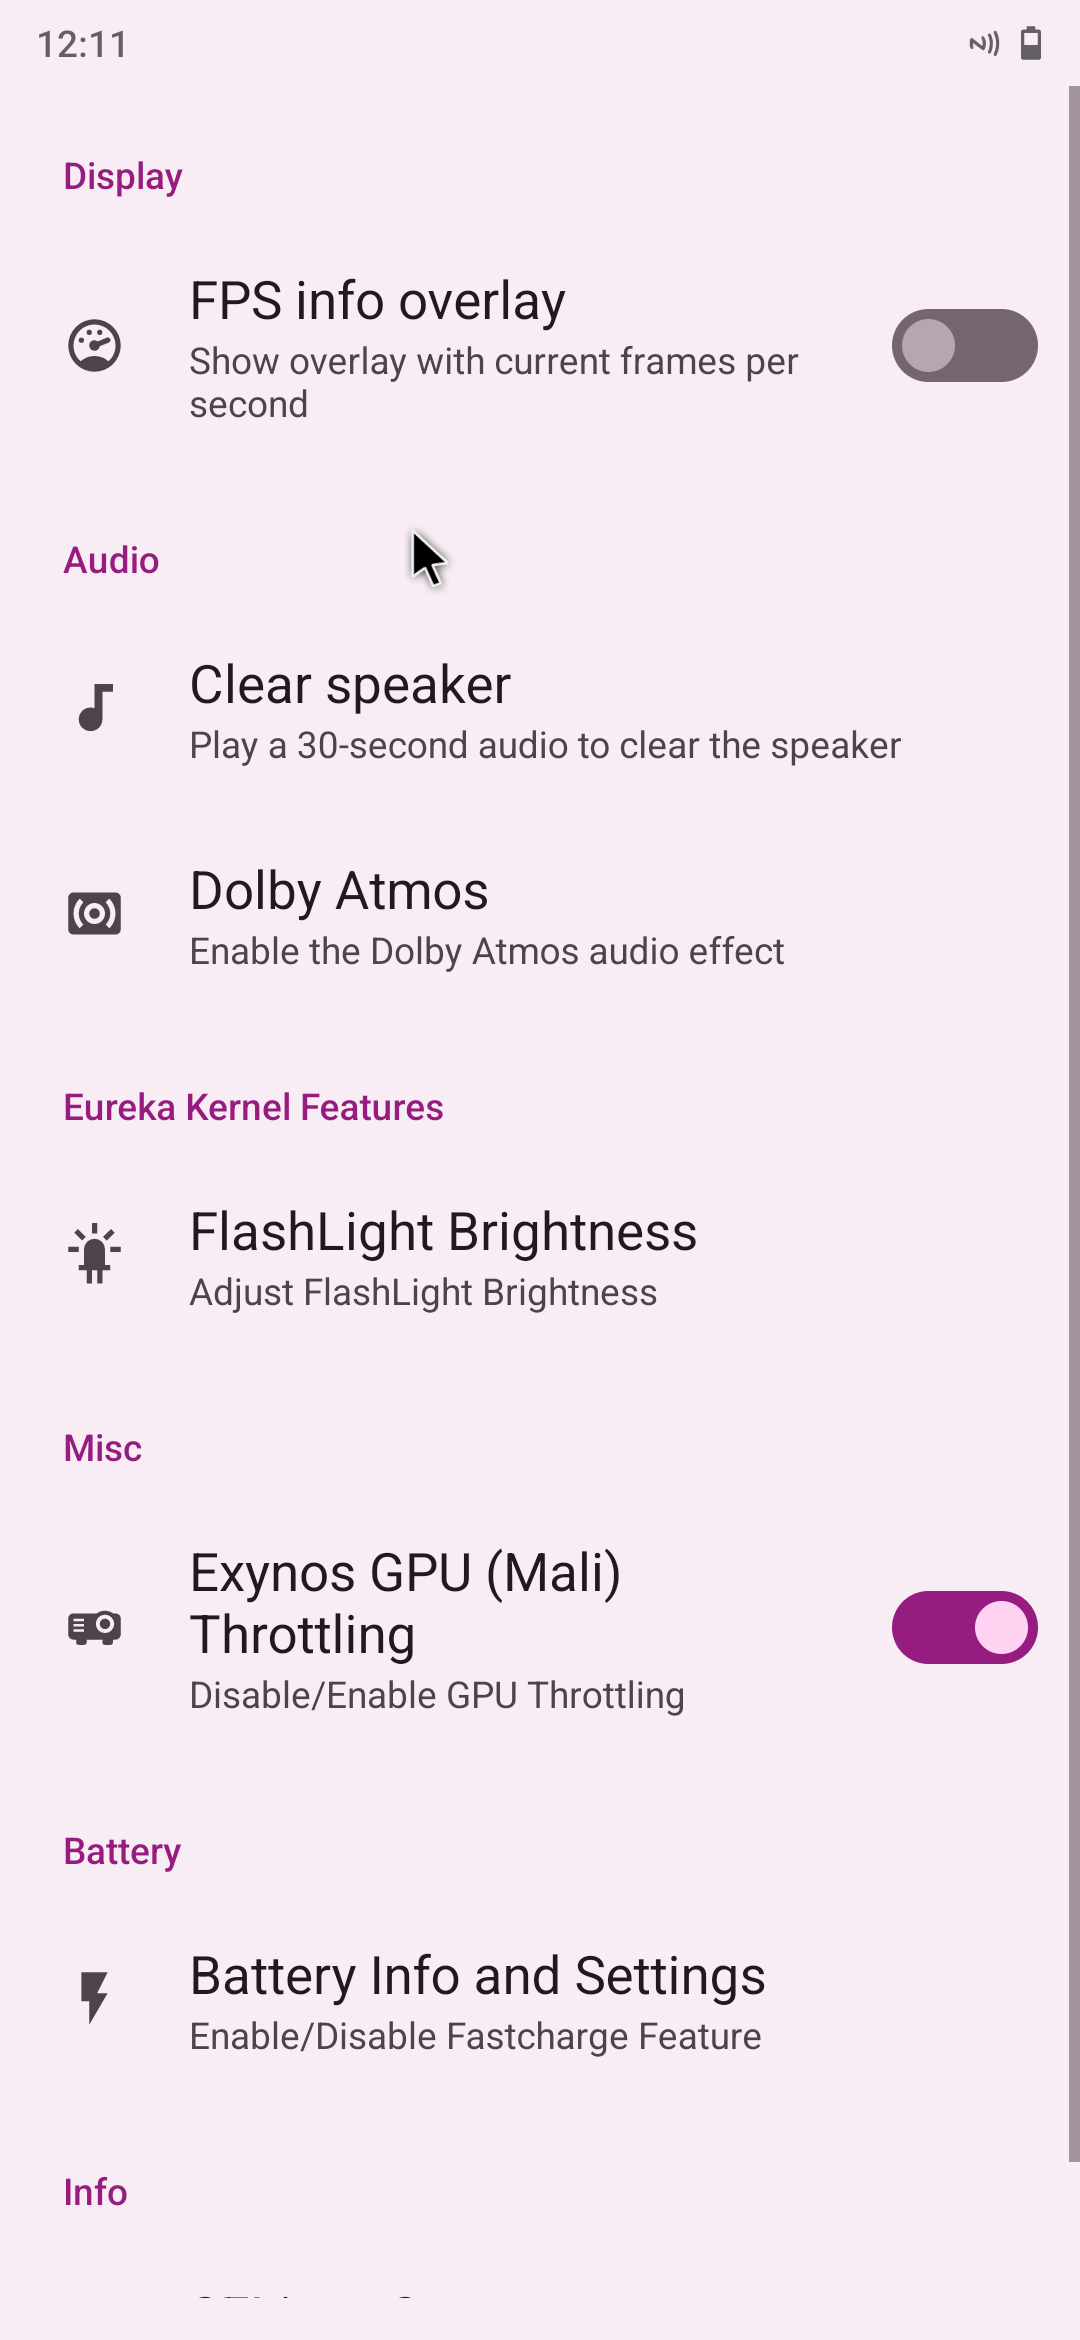 12:11
Display
FPS info overlay
Show overlay with current frames per
second
Audio
Clear speaker
Play a 30-second audio to clear the speaker
Dolby Atmos
Enable the Dolby Atmos audio effect
Eureka Kernel Features
FlashLight Brightness
Adjust FlashLight Brightness
Misc
Exynos GPU (Mali)
Throttling
Disable/Enable GPU Throttling
Battery
Battery Info and Settings
Enable/Disable Fastcharge Feature
Info